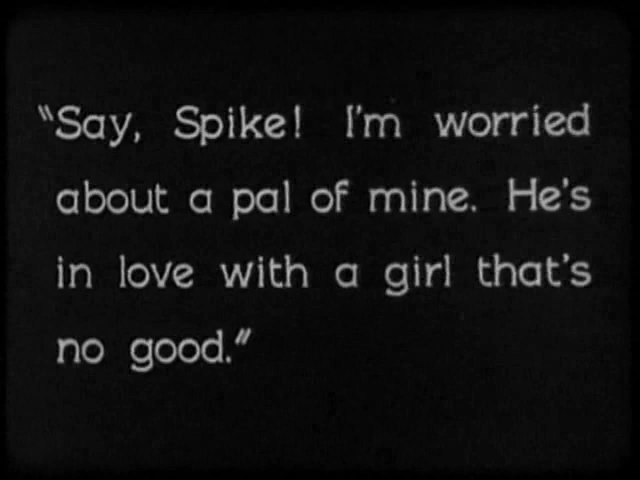 "Say, Spike! I'm worried
about a pal of mine. He's
in love with a girl that's
no good."